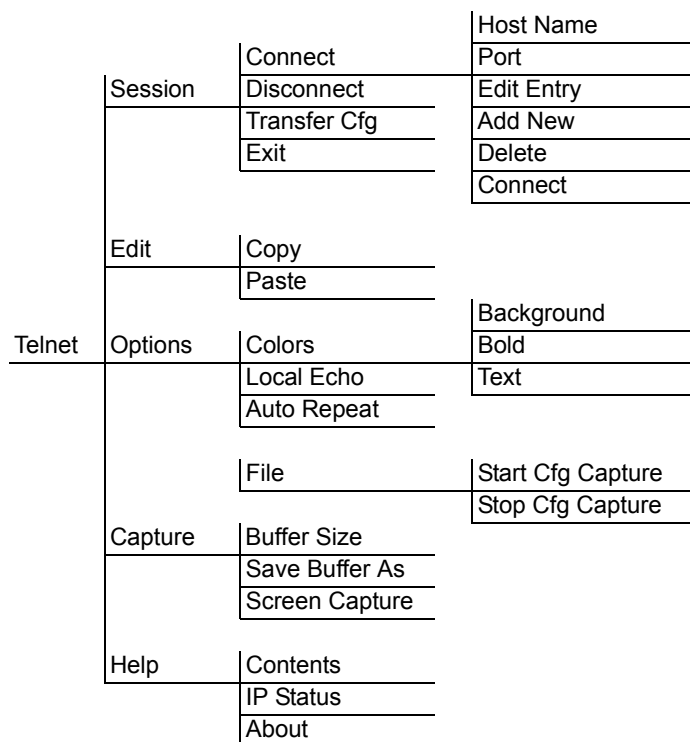 Host Name
Connect
Port
Session
Disconnect
Edit Entry
Transfer Cfg
Add New
Exit
Delete
Connect
Edit
Copy
Paste
Background
Telnet
Options
Colors
Bold
Local Echo
Text
Auto Repeat
File
Start Cfg Capture
Stop Cfg Capture
Capture
Buffer Size
Save Buffer As
Screen Capture
Help
Contents
IP Status
About